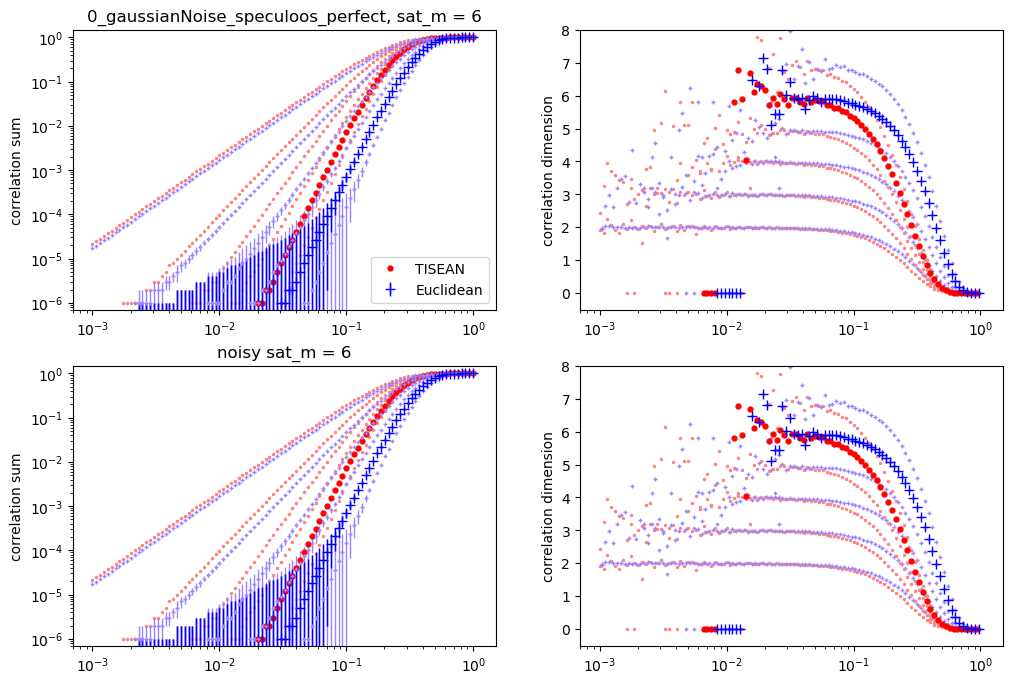 0_gaussianNoise_speculoos_perfect, sat_m = 6
correlation sum
10⁰
10⁻¹
10⁻²
10⁻³
10⁻⁴
10⁻⁵
10⁻⁶
TISEAN
Euclidean
10⁻³ 10⁻² 10⁻¹ 10⁰
correlation dimension
8
7
6
5
4
3
2
1
0
10⁻³ 10⁻² 10⁻¹ 10⁰
noisy sat_m = 6
correlation sum
10⁰
10⁻¹
10⁻²
10⁻³
10⁻⁴
10⁻⁵
10⁻⁶
10⁻³ 10⁻² 10⁻¹ 10⁰
correlation dimension
8
7
6
5
4
3
2
1
0
10⁻³ 10⁻² 10⁻¹ 10⁰